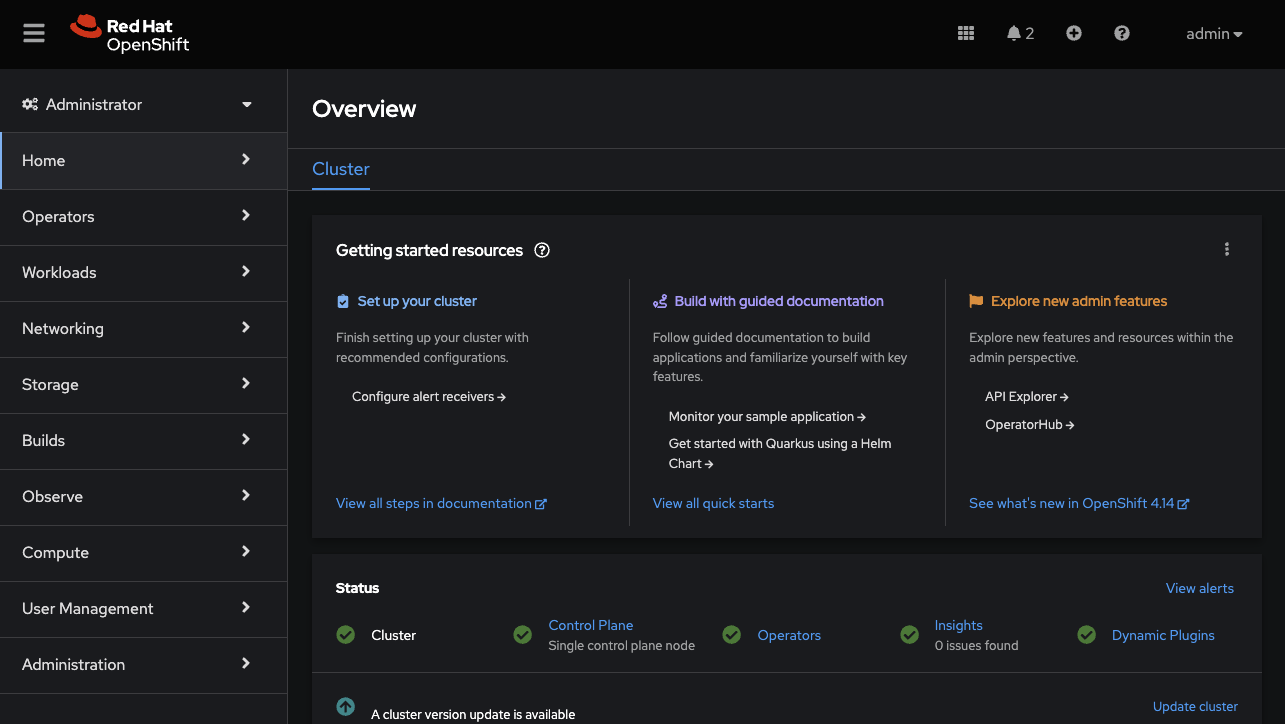 Red Hat
OpenShift
2
admin
Administrator
Home
Operators
Workloads
Networking
Storage
Builds
Observe
Compute
User Management
Administration
Overview
Cluster
Getting started resources
Set up your cluster
Finish setting up your cluster with
recommended configurations.
Configure alert receivers
View all steps in documentation
Build with guided documentation
Follow guided documentation to build
applications and familiarize yourself with key
features.
Monitor your sample application
Get started with Quarkus using a Helm
Chart
View all quick starts
Explore new admin features
Explore new features and resources within the
admin perspective.
API Explorer
OperatorHub
See what's new in OpenShift 4.14
Status
View alerts
Cluster
Control Plane
Single control plane node
Operators
Insights
0 issues found
Dynamic Plugins
A cluster version update is available
Update cluster